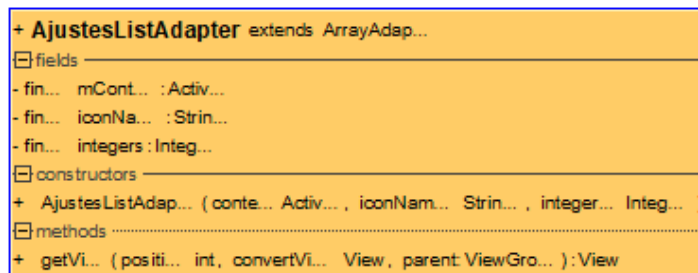 + AjustesListAdapter extends ArrayAdap...
fields
- fin... mCont... :Activ...
- fin... iconNa... :Strin...
- fin... integers :Integ...
constructors
+ AjustesListAdap... ( conte... Activ... , iconNam... Strin... , integer... Integ...
methods
+ getVi... ( positi... int, convertVi... View, parent: ViewGro... ) :View